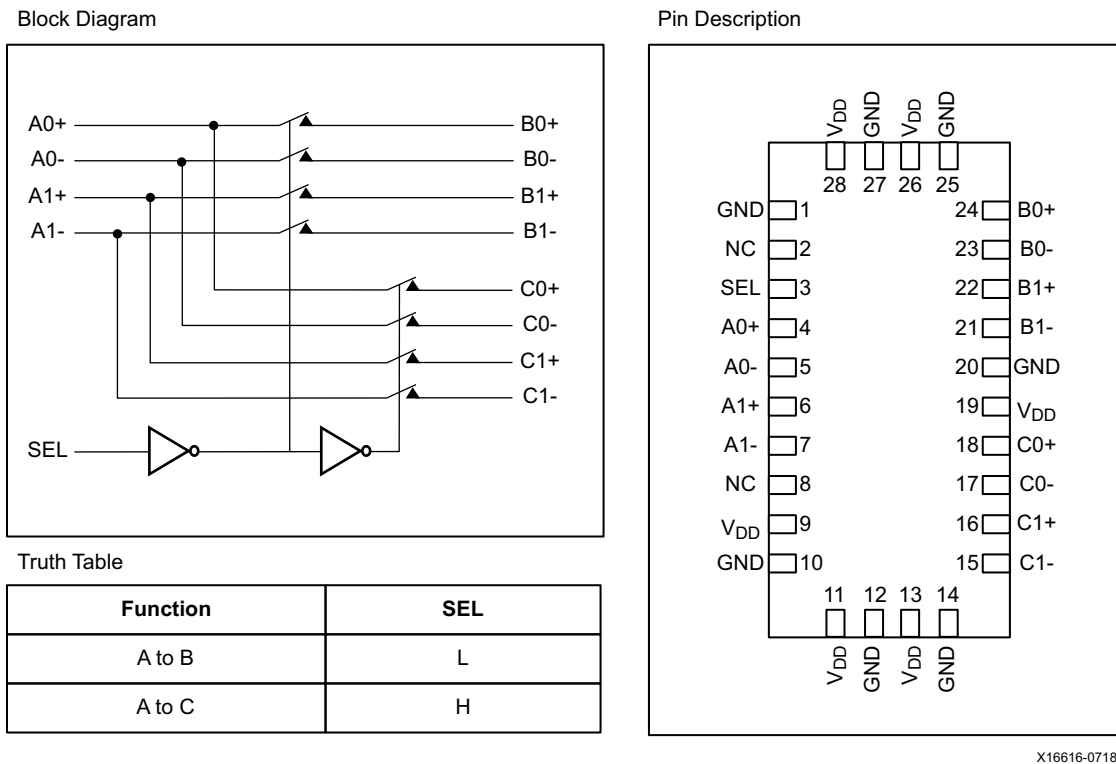 Block Diagram
A0+ B0+
A0- B0-
A1+ B1+
A1- B1-
C0+
C0-
C1+
C1-
SEL
Truth Table
Function SEL
A to B L
A to C H
Pin Description
VDD GND VDD GND
28 27 26 25
GND 1 24 B0+
NC 2 23 B0-
SEL 3 22 B1+
A0+ 4 21 B1-
A0- 5 20 GND
A1+ 6 19 VDD
A1- 7 18 C0+
NC 8 17 C0-
VDD 9 16 C1+
GND 10 15 C1-
11 12 13 14
VDD GND VDD GND
X16616-0718